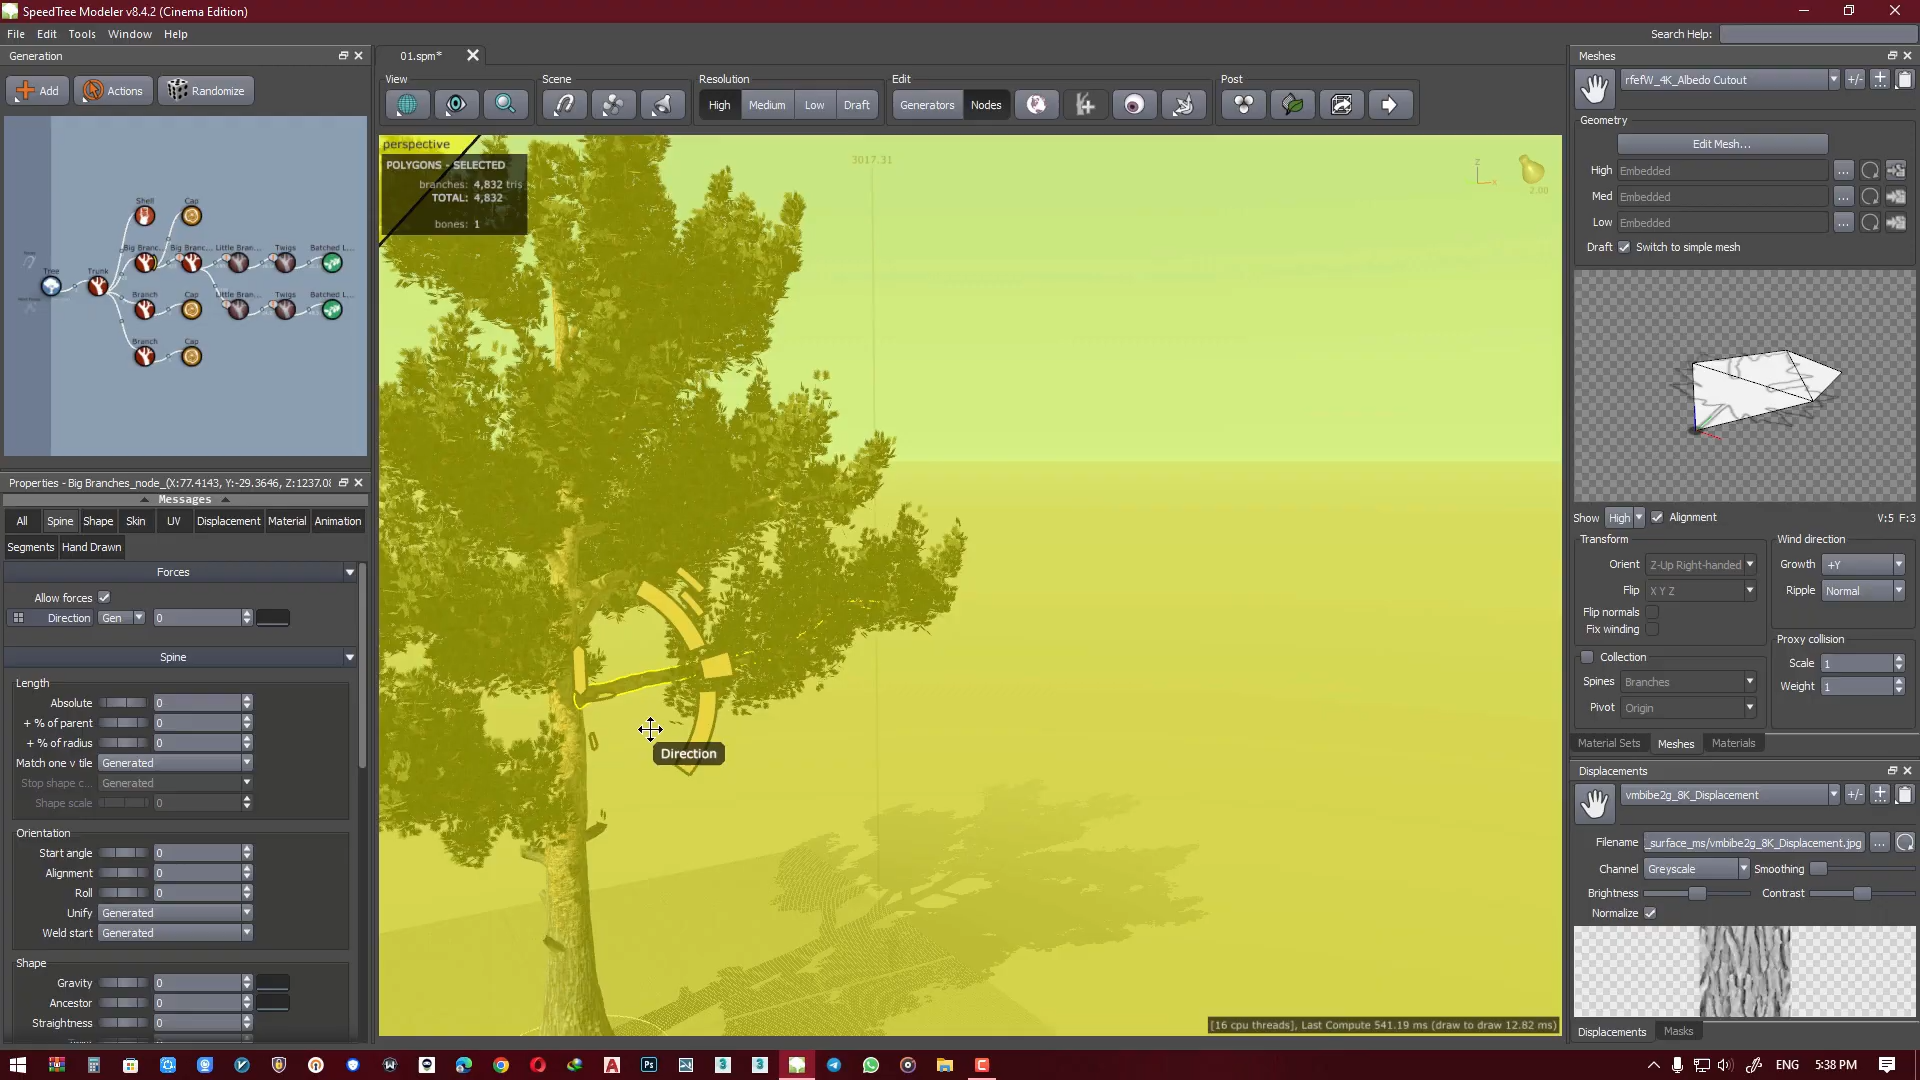 SpeedTree Modeler v8.4.2 (Cinema Edition)
File Edit Tools Window Help
Search Help:
Generation
Add Actions Randomize
Shell Cap
Big Branc... Big Branc... Little Bran... Twigs Batched L...
Tree Trunk
Branch Cap Little Bran... Twigs Batched L...
Branch Cap
Properties - Big Branches_node_(X:77.4143, Y:-29.3646, Z:1237.08
Messages
All Spine Shape Skin UV Displacement Material Animation
Segments Hand Drawn
Forces
Allow forces
Direction Gen 0
Spine
Length
Absolute 0
+ % of parent 0
+ % of radius 0
Match one v tile Generated
Stop shape c... Generated
Shape scale 0
Orientation
Start angle 0
Alignment 0
Roll 0
Unify Generated
Weld start Generated
Shape
Gravity 0
Ancestor 0
Straightness 0
01.spm*
View Scene Resolution Edit Post
High Medium Low Draft Generators Nodes
perspective
POLYGONS - SELECTED
branches: 4,832 tris
TOTAL: 4,832
bones: 1
3017.31
Z
X
2.00
Direction
[16 cpu threads], Last Compute 541.19 ms (draw to draw 12.82 ms)
Meshes
rfefW_4K_Albedo Cutout +/-
Geometry
Edit Mesh...
High Embedded ...
Med Embedded ...
Low Embedded ...
Draft Switch to simple mesh
Show High Alignment V:5 F:3
Transform Wind direction
Orient Z-Up Right-handed Growth +Y
Flip X Y Z Ripple Normal
Flip normals
Fix winding
Proxy collision
Collection Scale 1
Spines Branches Weight 1
Pivot Origin
Material Sets Meshes Materials
Displacements
vmbibe2g_8K_Displacement +/-
Filename _surface_ms/vmbibe2g_8K_Displacement.jpg ...
Channel Greyscale Smoothing
Brightness Contrast
Normalize
Displacements Masks
ENG 5:38 PM